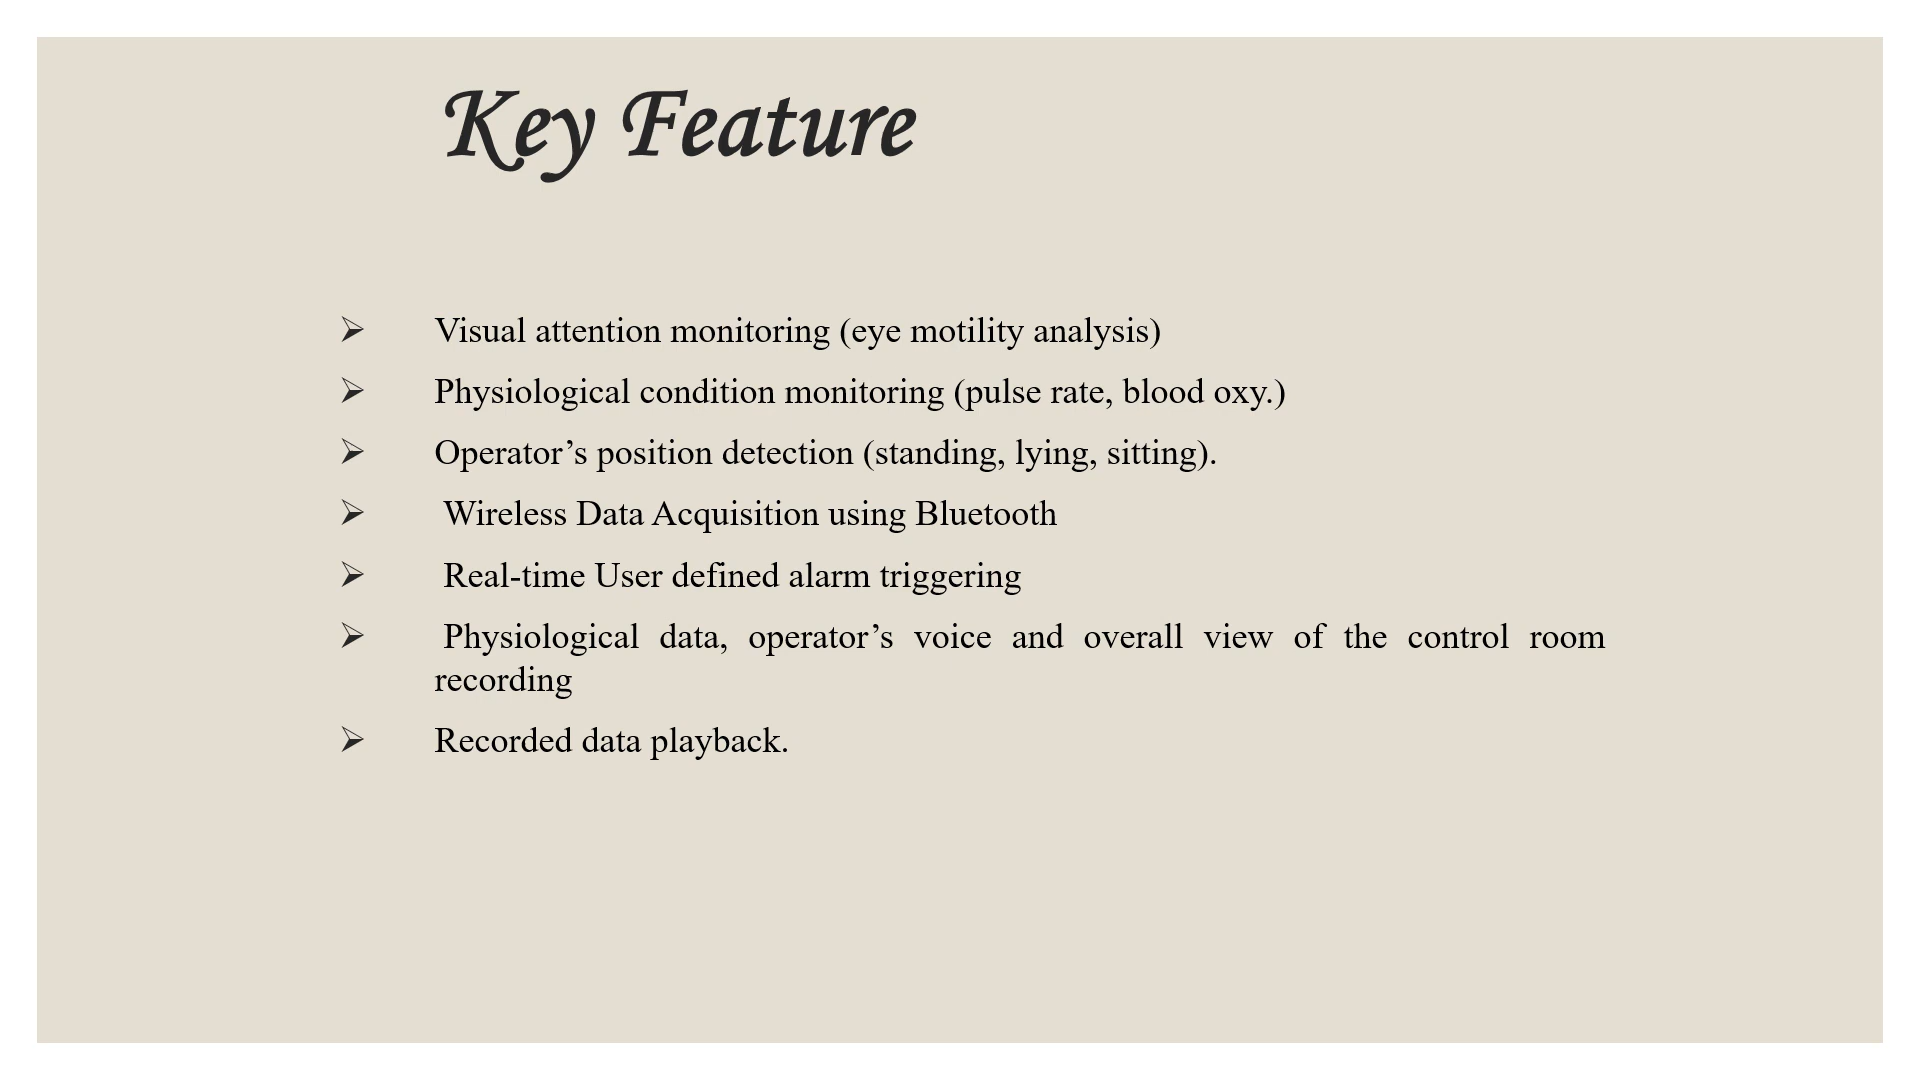 Key Feature
➢ Visual attention monitoring (eye motility analysis)
➢ Physiological condition monitoring (pulse rate, blood oxy.)
➢ Operator’s position detection (standing, lying, sitting).
➢ Wireless Data Acquisition using Bluetooth
➢ Real-time User defined alarm triggering
➢ Physiological data, operator’s voice and overall view of the control room
recording
➢ Recorded data playback.